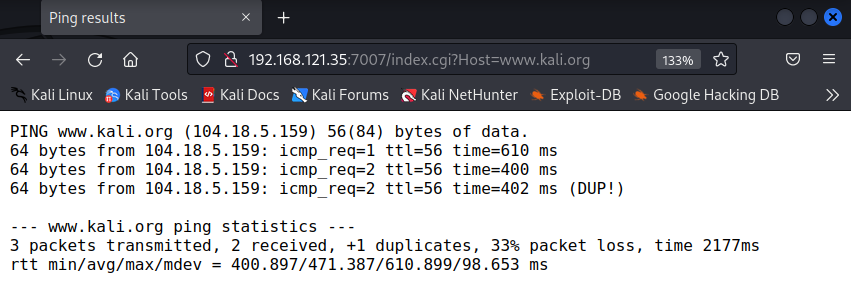 Ping results
192.168.121.35:7007/index.cgi?Host=www.kali.org 133%
Kali Linux Kali Tools Kali Docs Kali Forums Kali NetHunter Exploit-DB Google Hacking DB
PING www.kali.org (104.18.5.159) 56(84) bytes of data.
64 bytes from 104.18.5.159: icmp_req=1 ttl=56 time=610 ms
64 bytes from 104.18.5.159: icmp_req=2 ttl=56 time=400 ms
64 bytes from 104.18.5.159: icmp_req=2 ttl=56 time=402 ms (DUP!)
--- www.kali.org ping statistics ---
3 packets transmitted, 2 received, +1 duplicates, 33% packet loss, time 2177ms
rtt min/avg/max/mdev = 400.897/471.387/610.899/98.653 ms